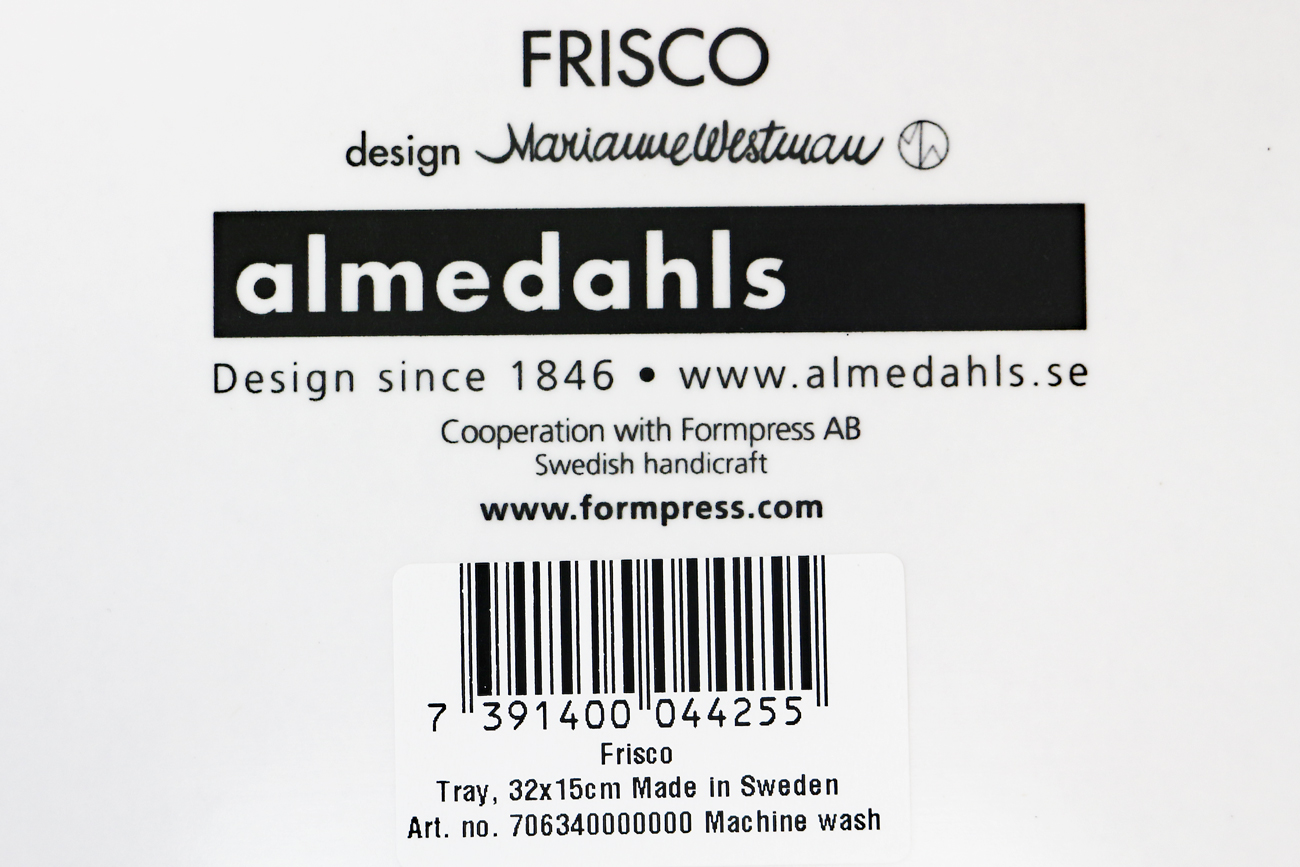 FRISCO
design Marianne Westman
almedahls
Design since 1846 • www.almedahls.se
Cooperation with Formpress AB
Swedish handicraft
www.formpress.com
7 391400 044255
Frisco
Tray, 32x15cm Made in Sweden
Art. no. 706340000000 Machine wash